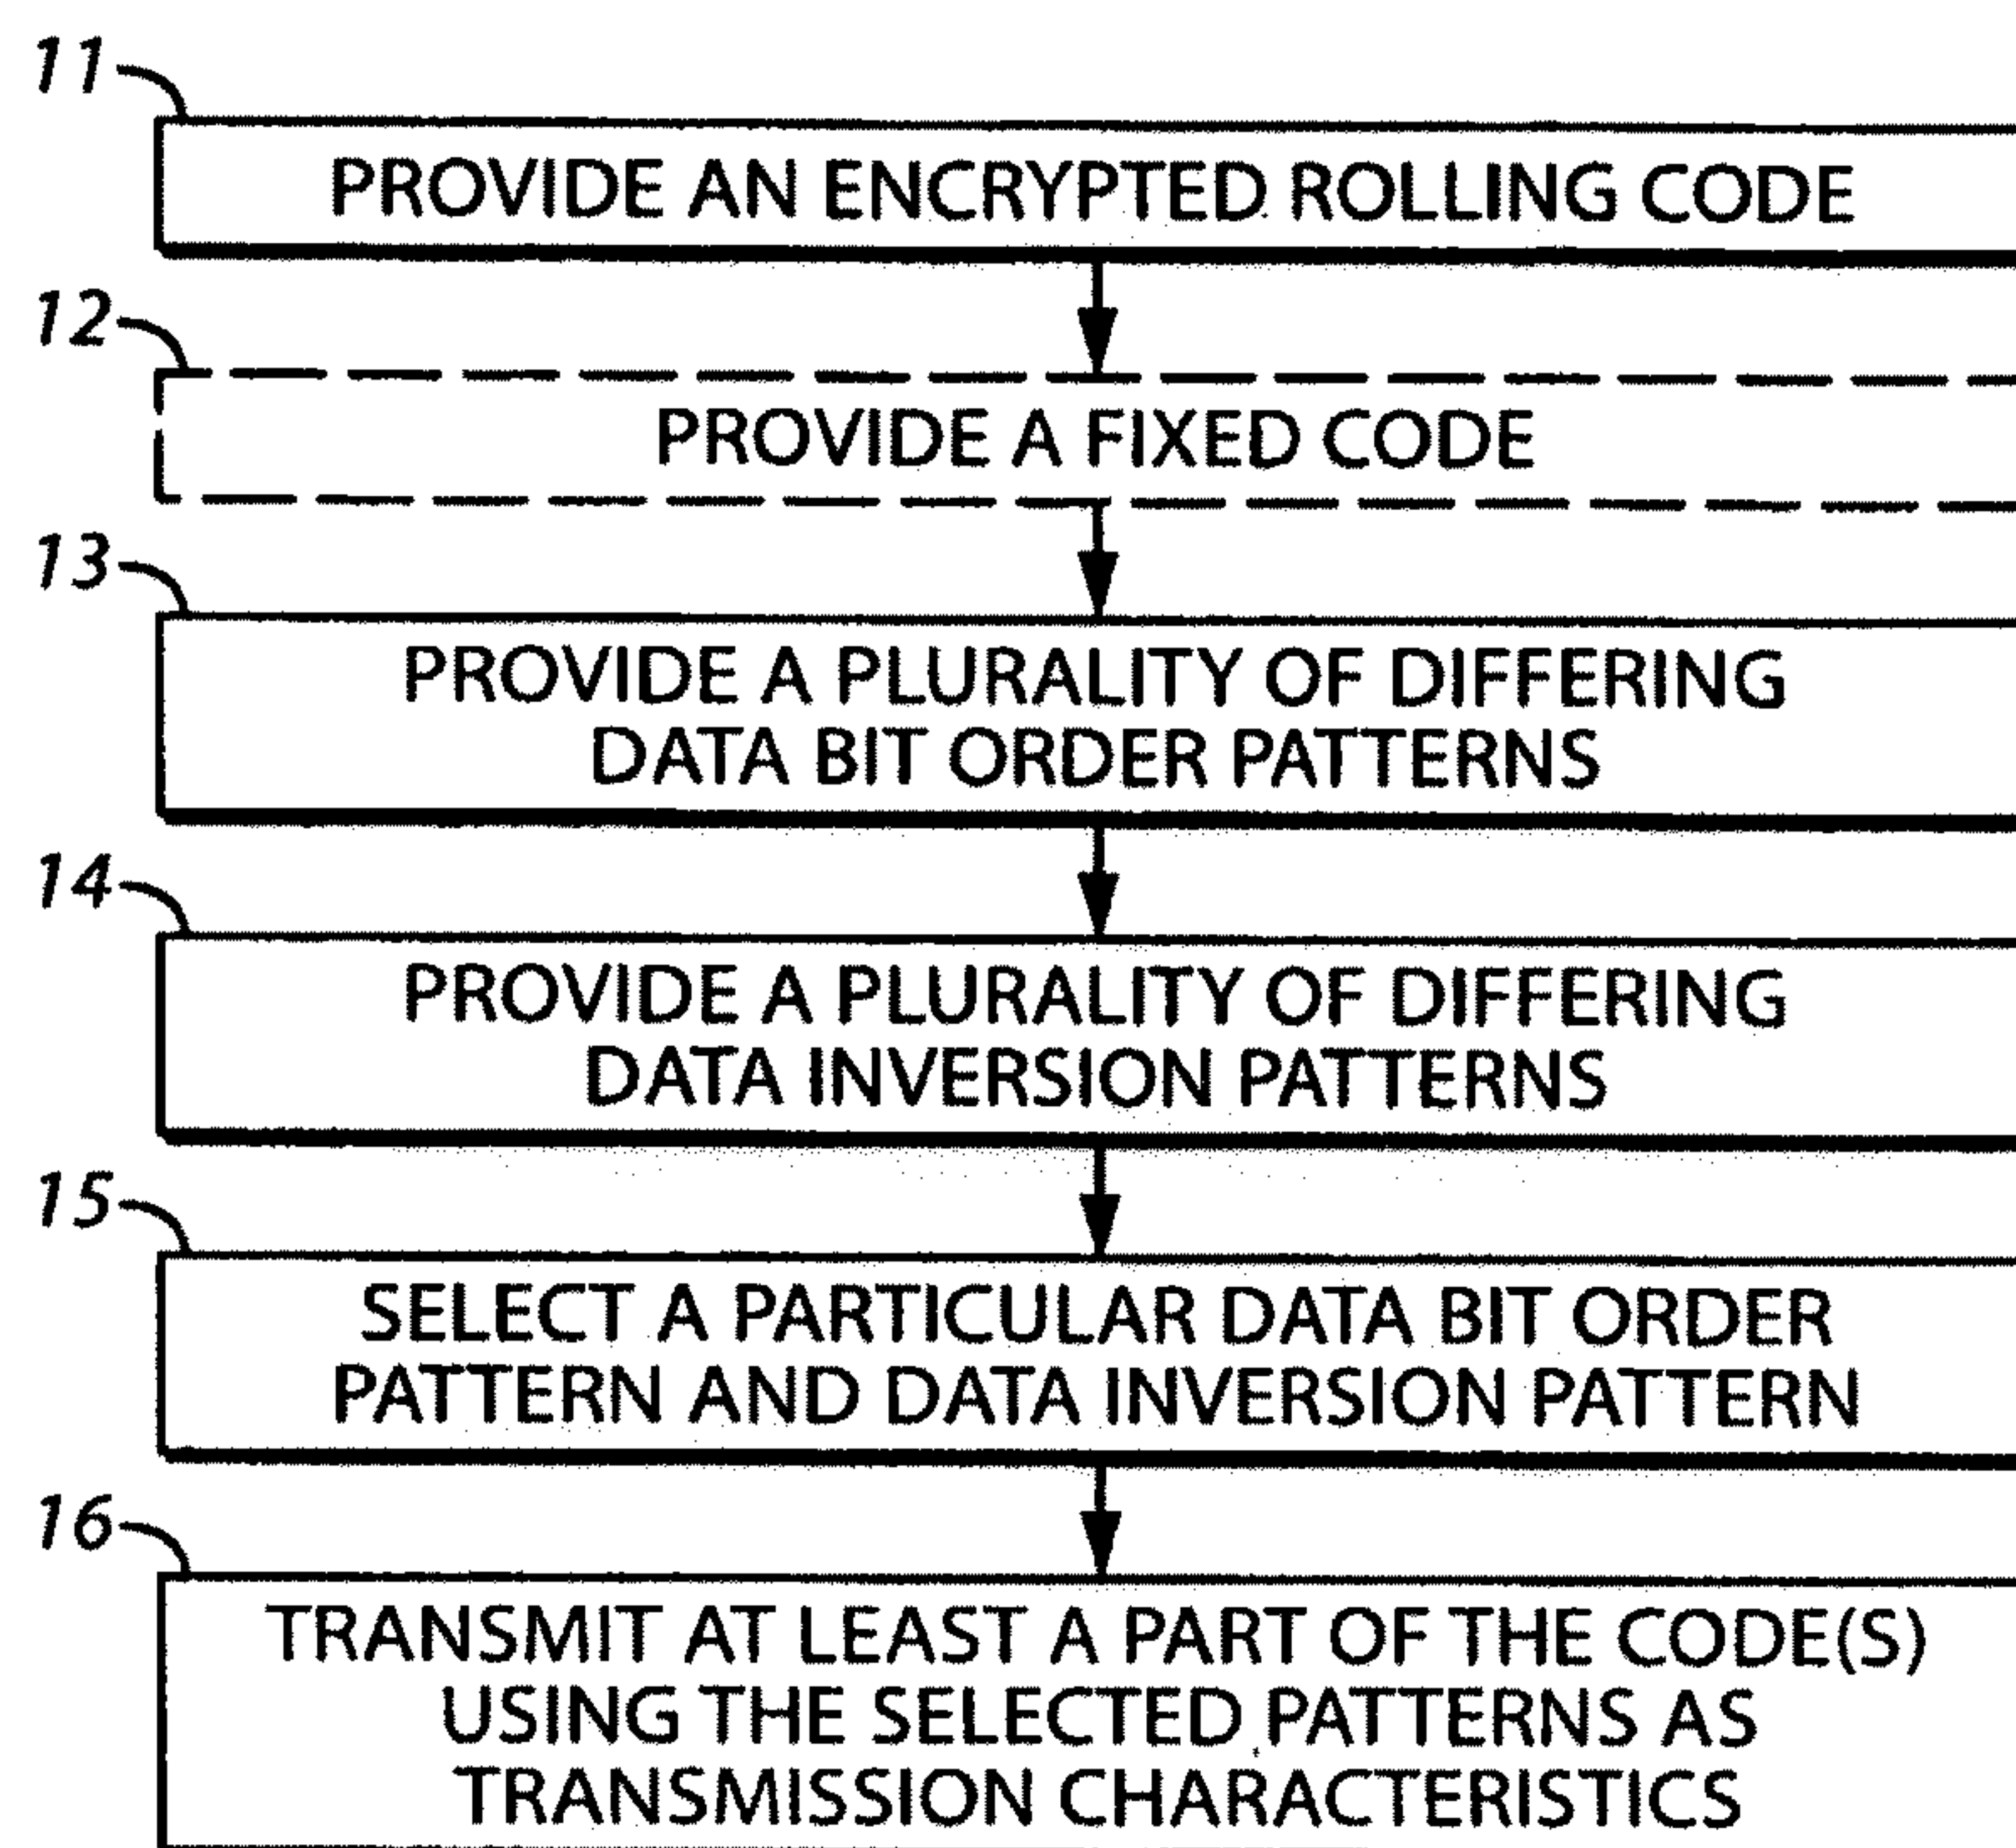 11
PROVIDE AN ENCRYPTED ROLLING CODE
12
PROVIDE A FIXED CODE
13
PROVIDE A PLURALITY OF DIFFERING
DATA BIT ORDER PATTERNS
14
PROVIDE A PLURALITY OF DIFFERING
DATA INVERSION PATTERNS
15
SELECT A PARTICULAR DATA BIT ORDER
PATTERN AND DATA INVERSION PATTERN
16
TRANSMIT AT LEAST A PART OF THE CODE(S)
USING THE SELECTED PATTERNS AS
TRANSMISSION CHARACTERISTICS